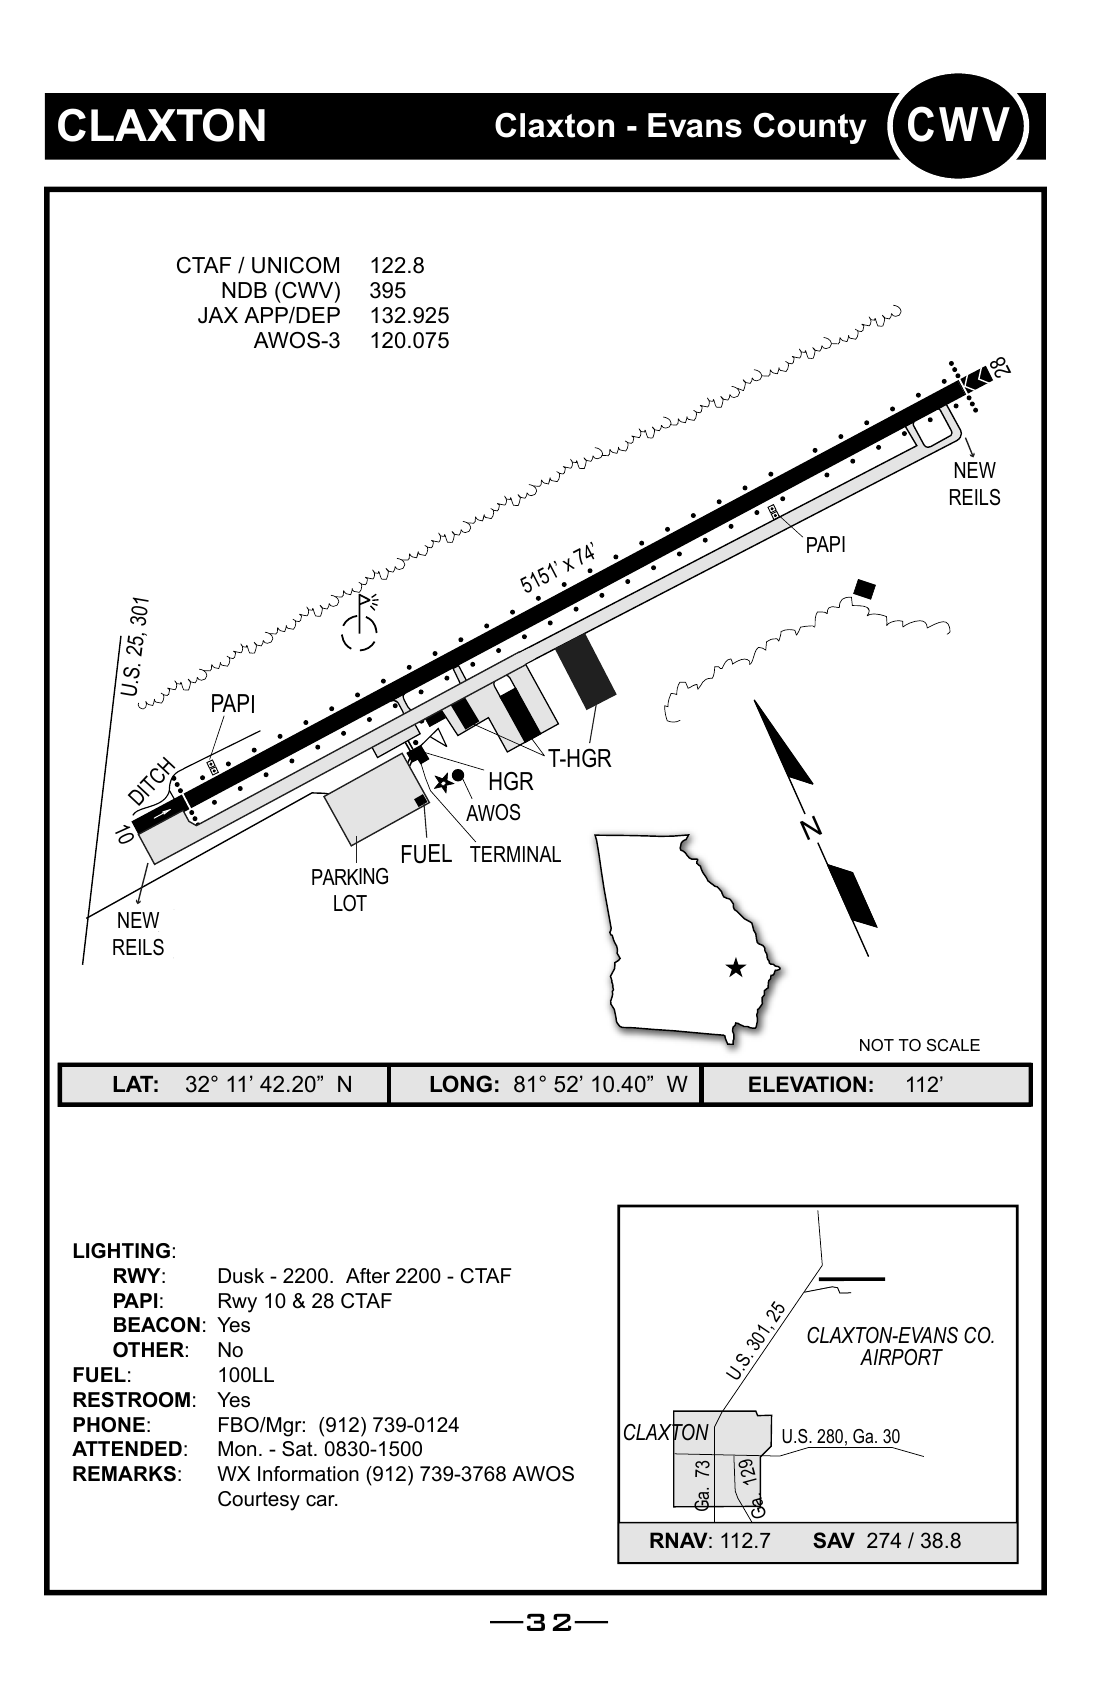 CLAXTON
Claxton - Evans County
CWV
CTAF / UNICOM 122.8
NDB (CWV) 395
JAX APP/DEP 132.925
AWOS-3 120.075
28
NEW
REILS
PAPI
5151’ x 74’
U.S. 25, 301
PAPI
DITCH
10
T-HGR
HGR
AWOS
FUEL
TERMINAL
PARKING
LOT
NEW
REILS
N
NOT TO SCALE
LAT: 32° 11’ 42.20” N LONG: 81° 52’ 10.40” W ELEVATION: 112’
LIGHTING:
RWY: Dusk - 2200. After 2200 - CTAF
PAPI: Rwy 10 & 28 CTAF
BEACON: Yes
OTHER: No
FUEL: 100LL
RESTROOM: Yes
PHONE: FBO/Mgr: (912) 739-0124
ATTENDED: Mon. - Sat. 0830-1500
REMARKS: WX Information (912) 739-3768 AWOS
Courtesy car.
U.S. 301, 25
CLAXTON-EVANS CO.
AIRPORT
CLAXTON
U.S. 280, Ga. 30
Ga. 73
Ga. 129
RNAV: 112.7 SAV 274 / 38.8
32